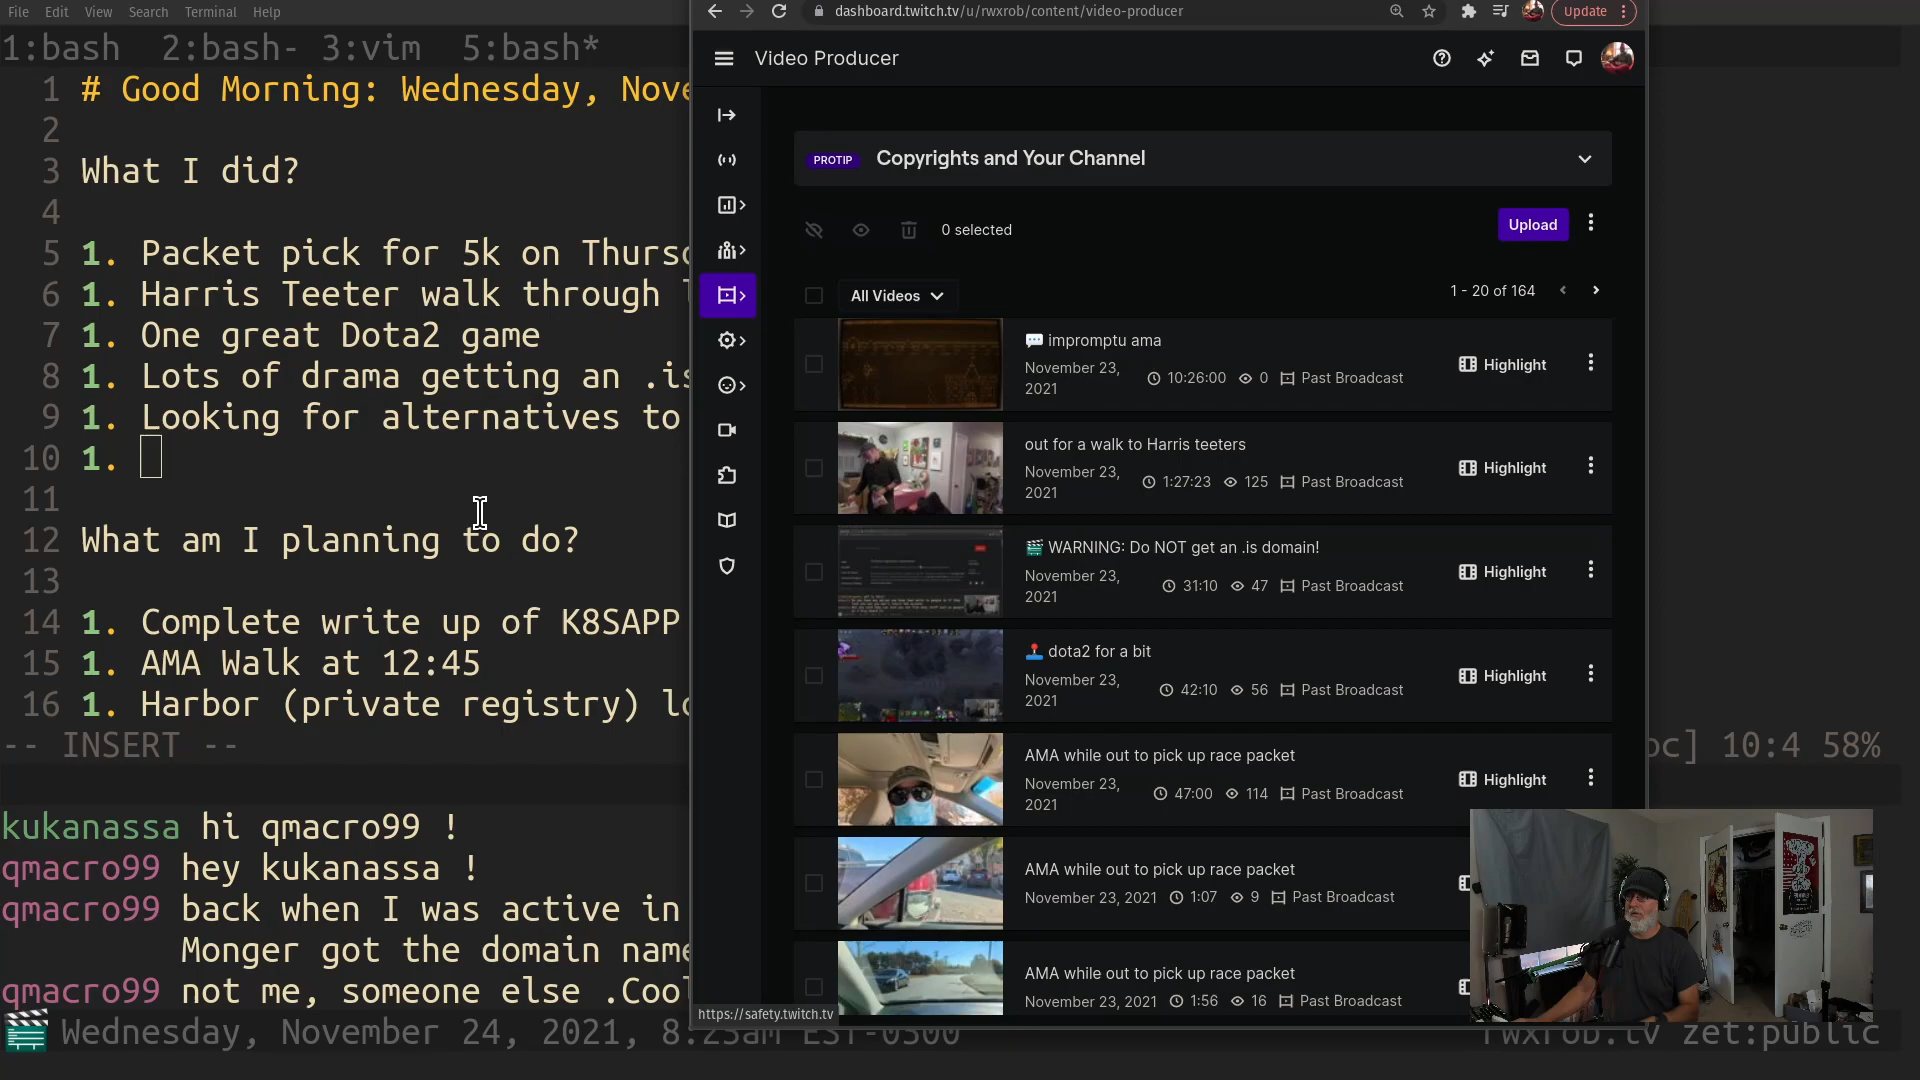 File Edit View Search Terminal Help
1:bash 2:bash- 3:vim 5:bash*
1 # Good Morning: Wednesday, Nove
2
3 What I did?
4
5 1. Packet pick for 5k on Thurs
6 1. Harris Teeter walk through
7 1. One great Dota2 game
8 1. Lots of drama getting an .is
9 1. Looking for alternatives to
10 1.
11
12 What am I planning to do?
13
14 1. Complete write up of K8SAPP
15 1. AMA Walk at 12:45
16 1. Harbor (private registry) lo
-- INSERT --
oc] 10:4 58%
kukanassa hi qmacro99 !
qmacro99 hey kukanassa !
qmacro99 back when I was active in
Monger got the domain name
qmacro99 not me, someone else .Cool
Wednesday, November 24, 2021, 8:25am EST-0500
rwxrob.tv zet:public
dashboard.twitch.tv/u/rwxrob/content/video-producer
Update
Video Producer
PROTIP Copyrights and Your Channel
0 selected
Upload
All Videos
1 - 20 of 164
💬 impromptu ama
November 23, 2021 10:26:00 0 Past Broadcast
Highlight
out for a walk to Harris teeters
November 23, 2021 1:27:23 125 Past Broadcast
Highlight
🎬 WARNING: Do NOT get an .is domain!
November 23, 2021 31:10 47 Past Broadcast
Highlight
🕹️ dota2 for a bit
November 23, 2021 42:10 56 Past Broadcast
Highlight
AMA while out to pick up race packet
November 23, 2021 47:00 114 Past Broadcast
Highlight
AMA while out to pick up race packet
November 23, 2021 1:07 9 Past Broadcast
AMA while out to pick up race packet
November 23, 2021 1:56 16 Past Broadcast
https://safety.twitch.tv